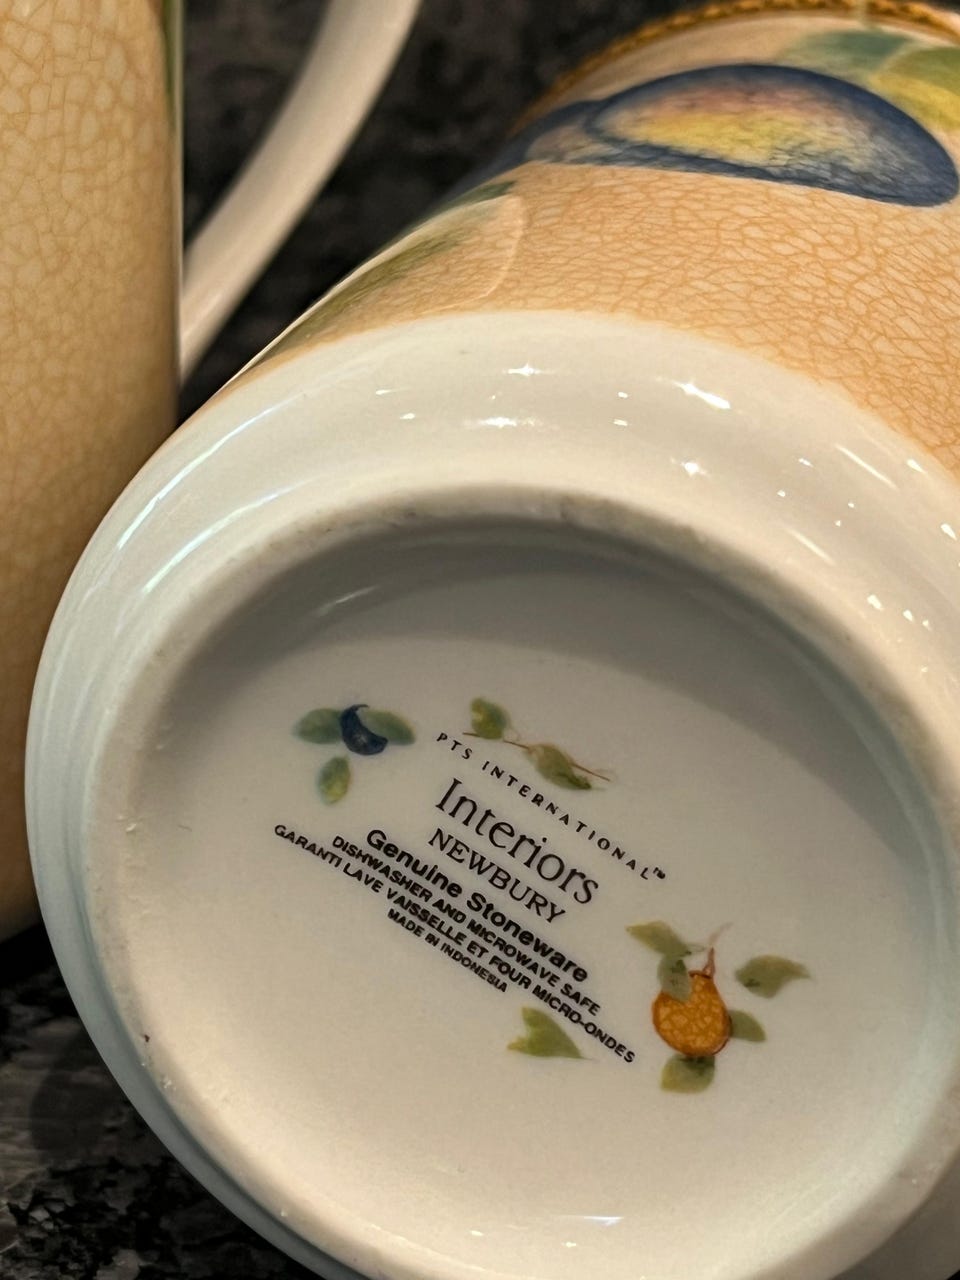 PTS INTERNATIONAL™
Interiors
NEWBURY
Genuine Stoneware
DISHWASHER AND MICROWAVE SAFE
GARANTI LAVE VAISSELLE ET FOUR MICRO-ONDES
MADE IN INDONESIA